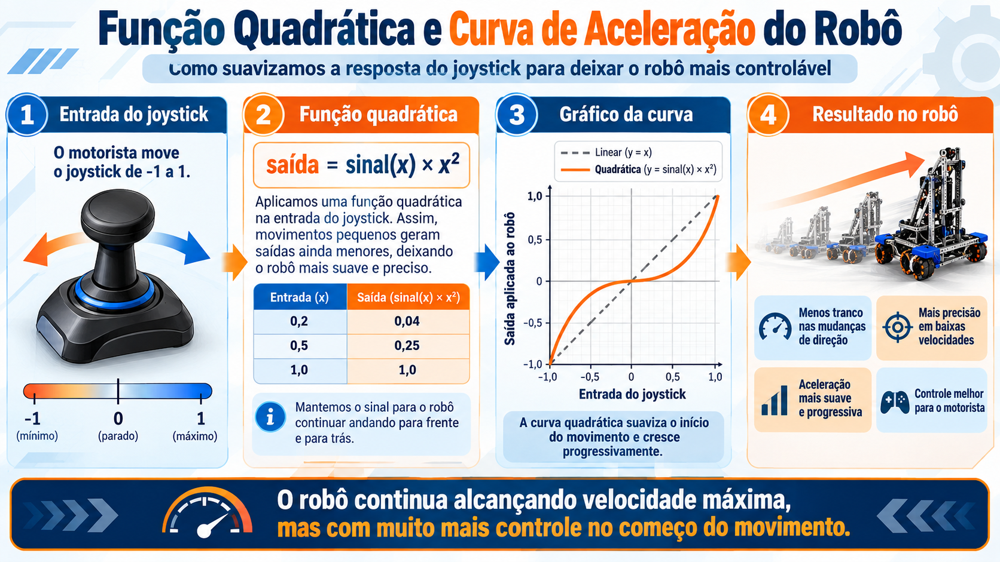 Função Quadrática e Curva de Aceleração do Robô
Como suavizamos a resposta do joystick para deixar o robô mais controlável
1 Entrada do joystick
O motorista move
o joystick de -1 a 1.
-1 0 1
(mínimo) (parado) (máximo)
2 Função quadrática
saída = sinal(x) × x²
Aplicamos uma função quadrática
na entrada do joystick. Assim,
movimentos pequenos geram
saídas ainda menores, deixando
o robô mais suave e preciso.
Entrada (x) Saída (sinal(x) × x²)
0,2 0,04
0,5 0,25
1,0 1,0
i
Mantemos o sinal para o robô
continuar andando para frente
e para trás.
3 Gráfico da curva
Linear (y = x)
Quadrática (y = sinal(x) × x²)
Saída aplicada ao robô
1,0
0,5
0
-0,5
-1,0
-1,0 -0,5 0 0,5 1,0
Entrada do joystick
A curva quadrática suaviza o início
do movimento e cresce
progressivamente.
4 Resultado no robô
Menos tranco
nas mudanças
de direção
Mais precisão
em baixas
velocidades
Aceleração
mais suave
e progressiva
Controle melhor
para o motorista
O robô continua alcançando velocidade máxima,
mas com muito mais controle no começo do movimento.